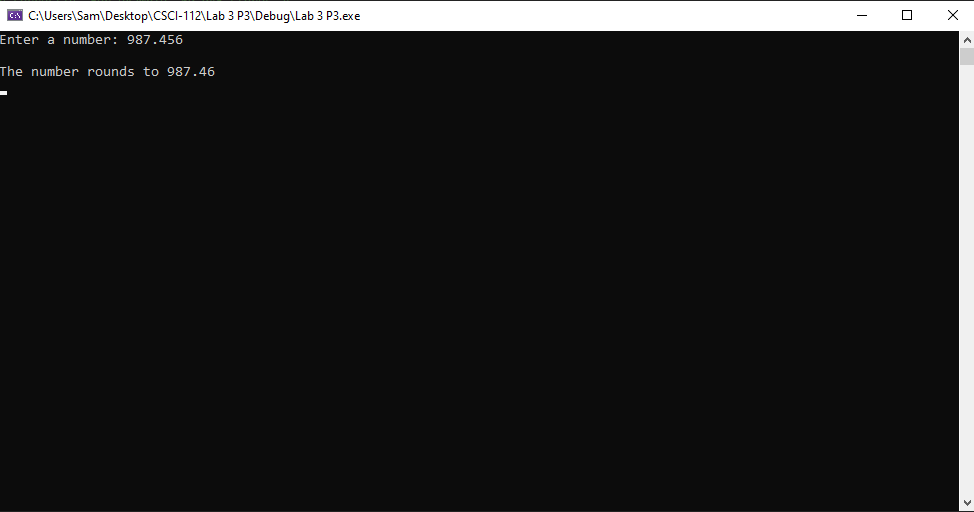 C:\Users\Sam\Desktop\CSCI-112\Lab 3 P3\Debug\Lab 3 P3.exe
Enter a number: 987.456
The number rounds to 987.46